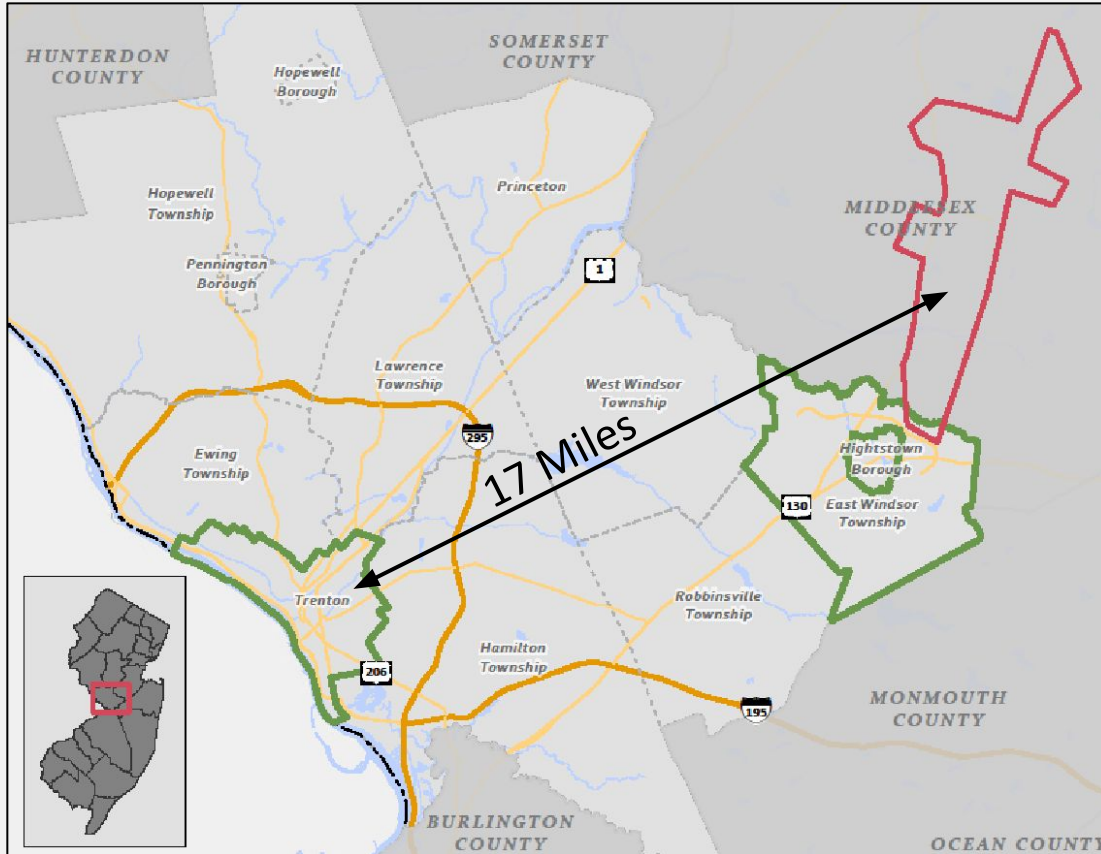 HUNTERDON
COUNTY
SOMERSET
COUNTY
Hopewell
Borough
Hopewell
Township
Princeton
MIDDLESEX
COUNTY
Pennington
Borough
1
Lawrence
Township
West Windsor
Township
295
17 Miles
Ewing
Township
Hightstown
Borough
130
East Windsor
Township
Trenton
Robbinsville
Township
Hamilton
Township
206
195
MONMOUTH
COUNTY
BURLINGTON
COUNTY
OCEAN COUNTY